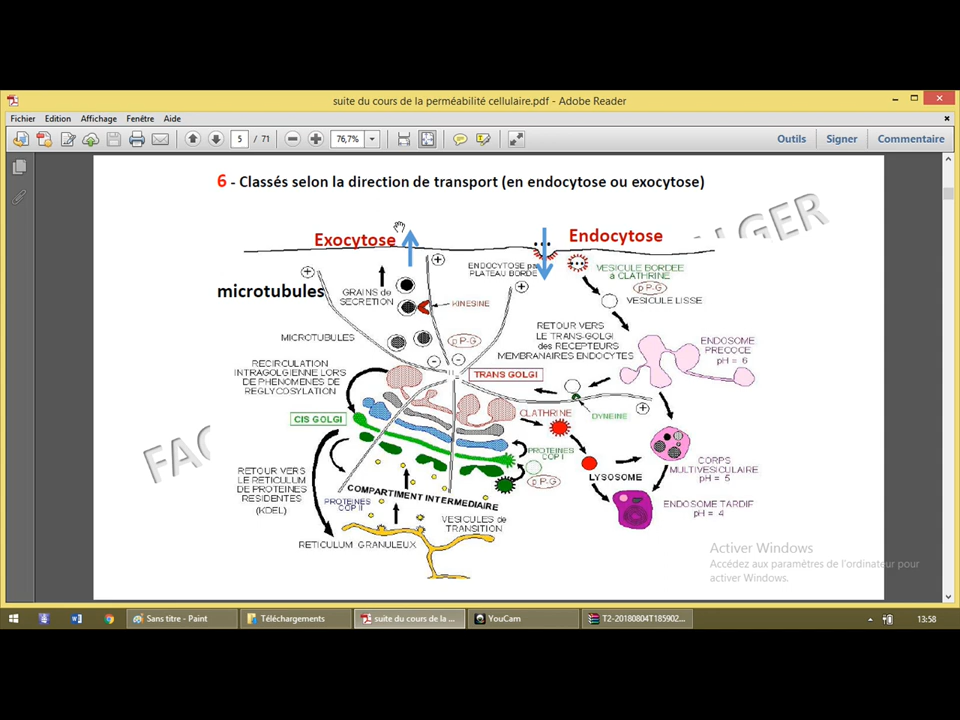 suite du cours de la perméabilité cellulaire.pdf - Adobe Reader
Fichier Edition Affichage Fenêtre Aide
5 / 71 76,7% Outils Signer Commentaire
6 - Classés selon la direction de transport (en endocytose ou exocytose)
Exocytose
Endocytose
microtubules
GRAINS de
SECRETION
KINESINE
ENDOCYTOSE pa
PLATEAU BORDE
VESICULE BORDEE
à CLATHRINE
p P-G
VESICULE LISSE
MICROTUBULES
p P-G
RETOUR VERS
LE TRANS-GOLGI
des RECEPTEURS
MEMBRANAIRES ENDOCYTES
ENDOSOME
PRECOCE
pH = 6
RECIRCULATION
INTRAGOLGIENNE LORS
DE PHENOMENES DE
REGLYCOSYLATION
TRANS GOLGI
CIS GOLGI
CLATHRINE
DYNEINE
PROTEINES
COP I
p P-G
LYSOSOME
CORPS
MULTIVESICULAIRE
pH = 5
ENDOSOME TARDIF
pH = 4
RETOUR VERS
LE RETICULUM
DE PROTEINES
RESIDENTES
(KDEL)
COMPARTIMENT INTERMEDIAIRE
PROTEINES
COP II
VESICULES de
TRANSITION
RETICULUM GRANULEUX
FAC
LGER
Activer Windows
Accédez aux paramètres de l'ordinateur pour
activer Windows.
Sans titre - Paint Téléchargements suite du cours de la ... YouCam T2-20180804T185902... 13:58